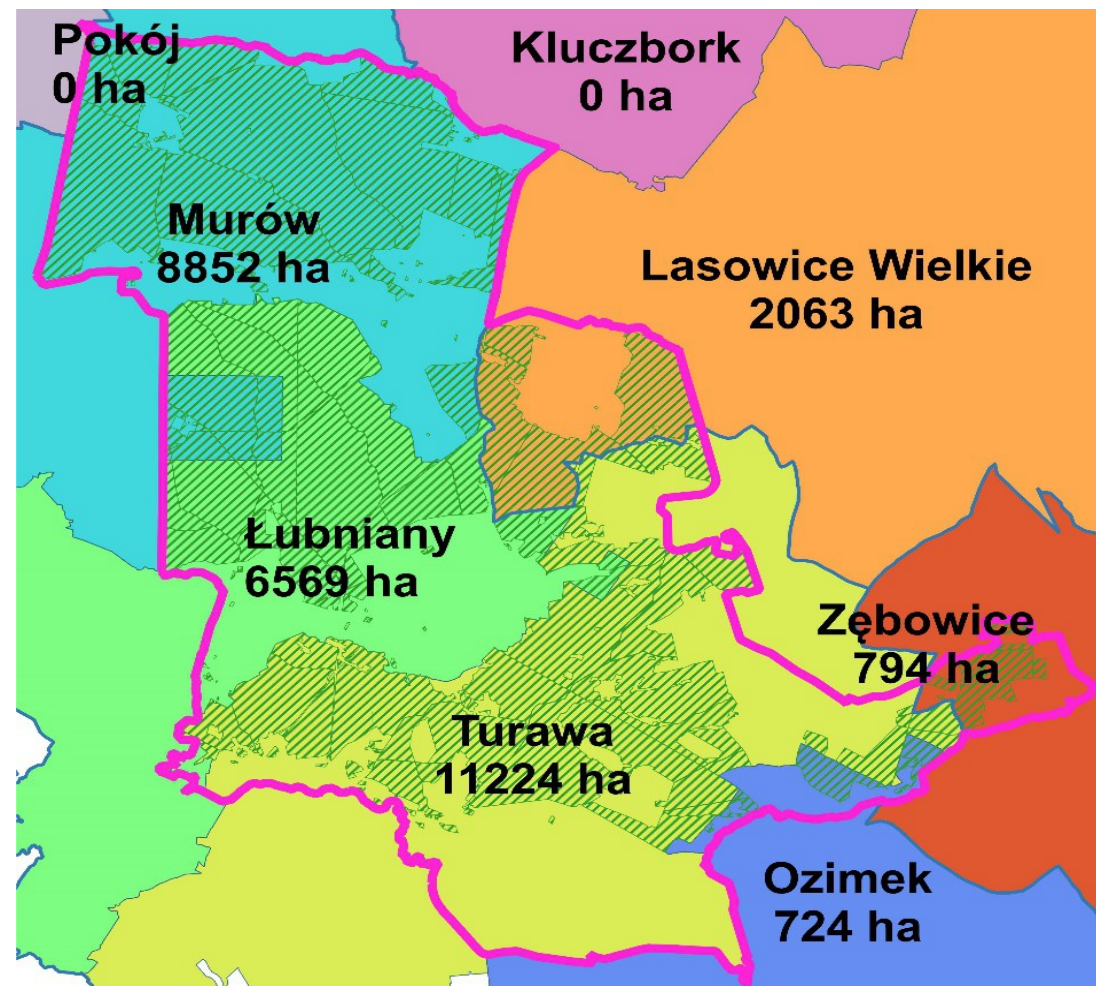 Pokój
0 ha
Kluczbork
0 ha
Murów
8852 ha
Lasowice Wielkie
2063 ha
Łubniany
6569 ha
Zębowice
794 ha
Turawa
11224 ha
Ozimek
724 ha